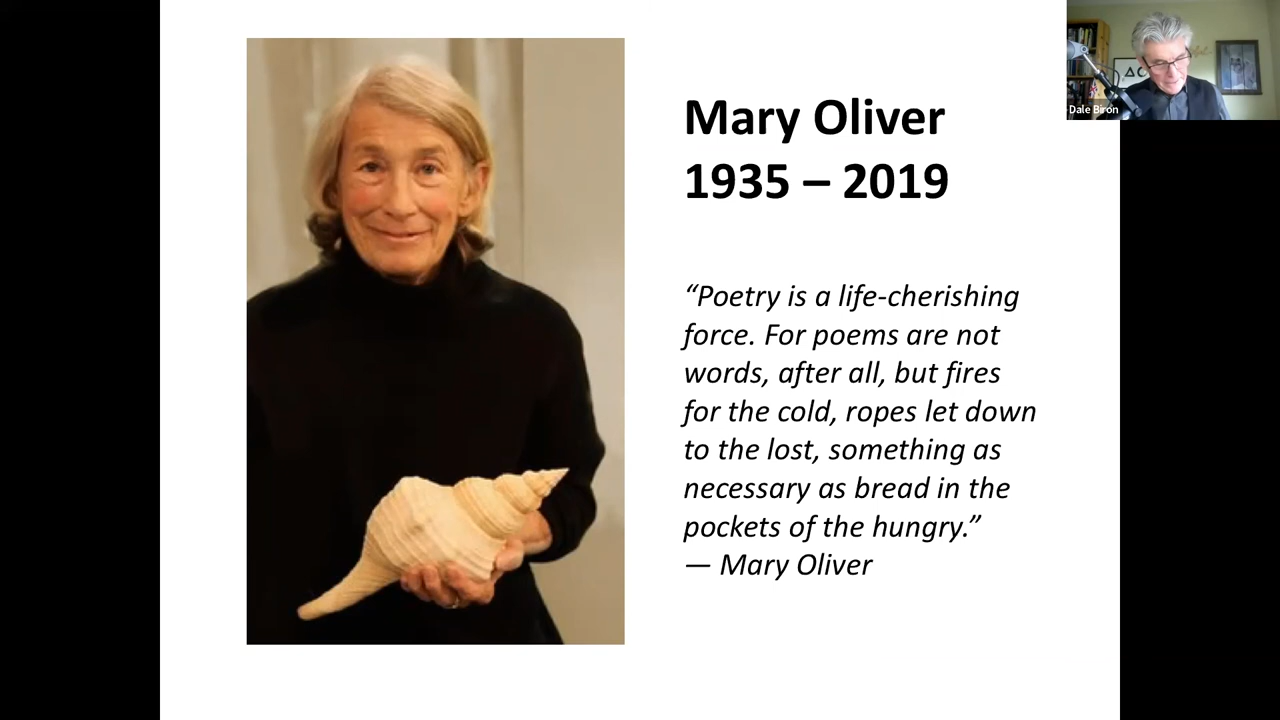 Mary Oliver
1935 – 2019
“Poetry is a life-cherishing
force. For poems are not
words, after all, but fires
for the cold, ropes let down
to the lost, something as
necessary as bread in the
pockets of the hungry.”
— Mary Oliver
Dale Biron